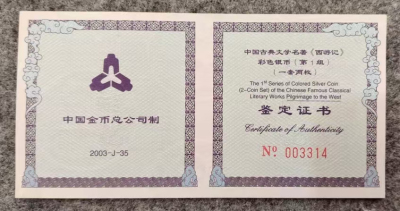 中国金币总公司制
2003-J-35
中国古典文学名著《西游记》
彩色银币(第1组)
(一套两枚)
The 1st Series of Colored Silver Coin
(2-Coin Set) of the Chinese Famous Classical
Literary Works Pilgrimage to the West
鉴定证书
Certificate of Authenticity
No 003314